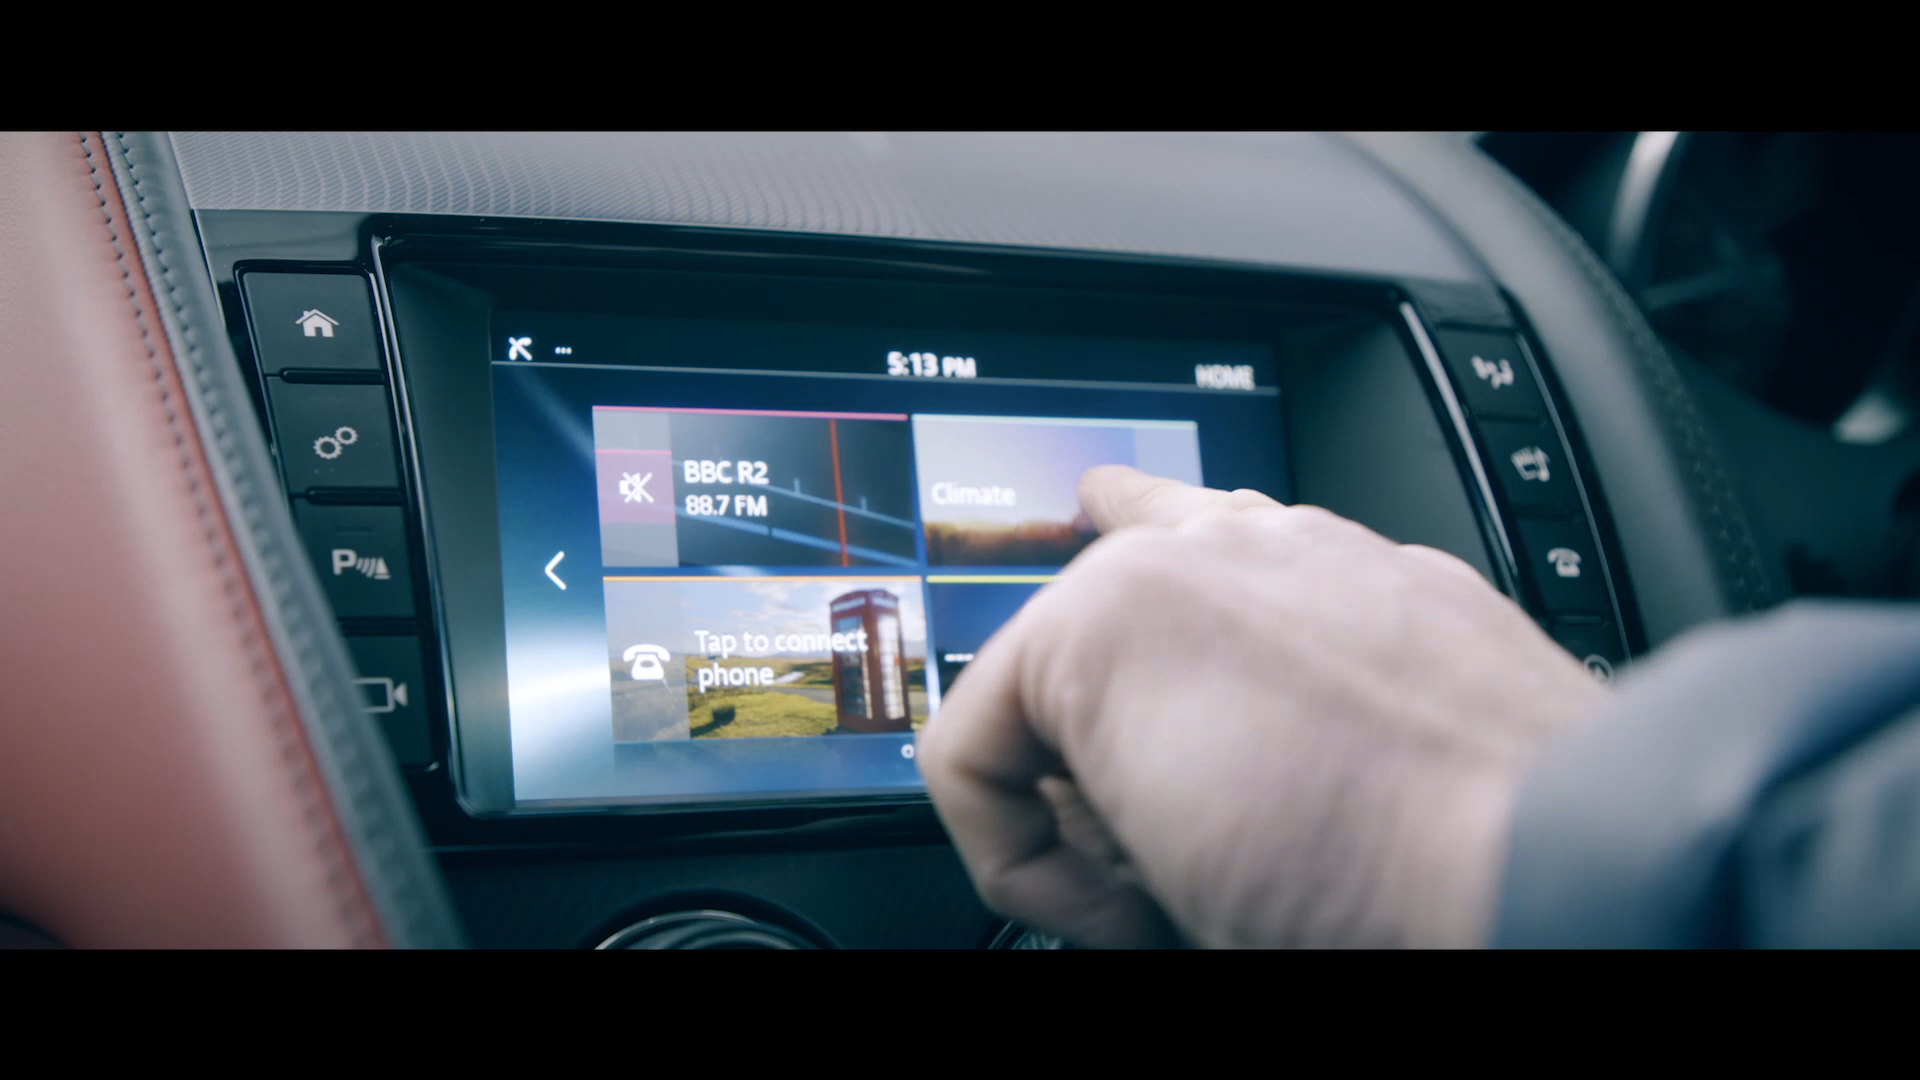 5:13 PM
HOME
BBC R2
88.7 FM
Climate
Tap to connect
phone
P